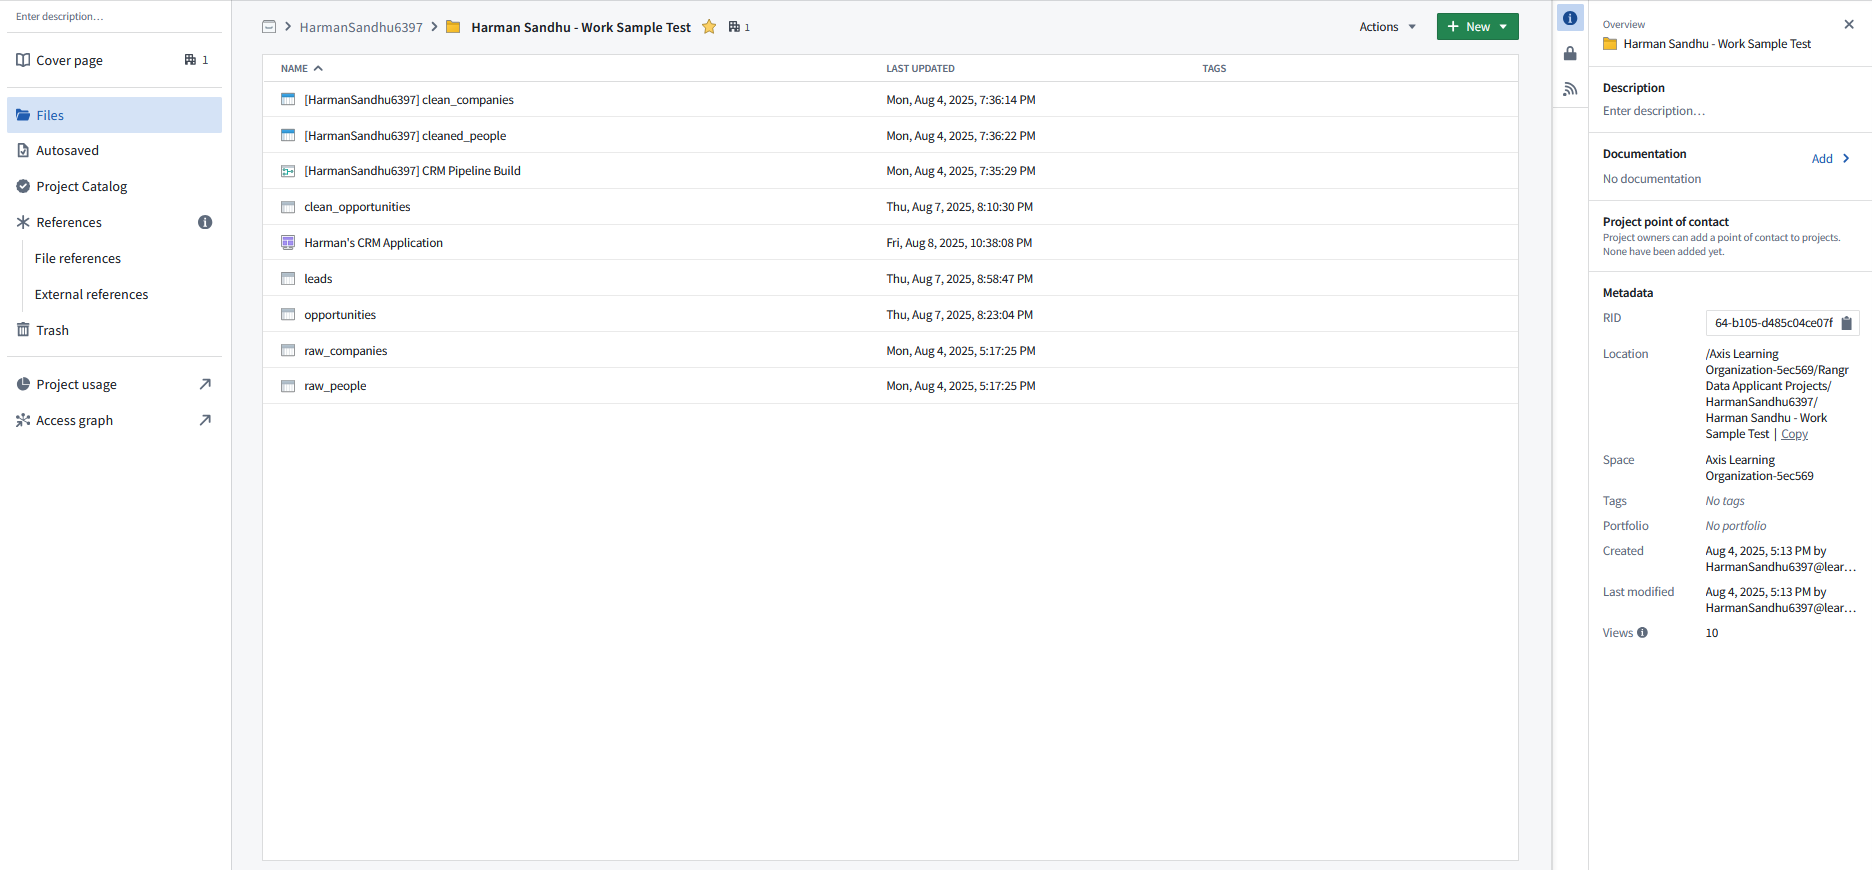 Enter description...
Cover page 1
Files
Autosaved
Project Catalog
References
File references
External references
Trash
Project usage
Access graph
HarmanSandhu6397 Harman Sandhu - Work Sample Test 1
Actions New
NAME LAST UPDATED TAGS
[HarmanSandhu6397] clean_companies Mon, Aug 4, 2025, 7:36:14 PM
[HarmanSandhu6397] cleaned_people Mon, Aug 4, 2025, 7:36:22 PM
[HarmanSandhu6397] CRM Pipeline Build Mon, Aug 4, 2025, 7:35:29 PM
clean_opportunities Thu, Aug 7, 2025, 8:10:30 PM
Harman's CRM Application Fri, Aug 8, 2025, 10:38:08 PM
leads Thu, Aug 7, 2025, 8:58:47 PM
opportunities Thu, Aug 7, 2025, 8:23:04 PM
raw_companies Mon, Aug 4, 2025, 5:17:25 PM
raw_people Mon, Aug 4, 2025, 5:17:25 PM
Overview
Harman Sandhu - Work Sample Test
Description
Enter description...
Documentation Add
No documentation
Project point of contact
Project owners can add a point of contact to projects.
None have been added yet.
Metadata
RID 64-b105-d485c04ce07f
Location /Axis Learning
Organization-5ec569/Rangr
Data Applicant Projects/
HarmanSandhu6397/
Harman Sandhu - Work
Sample Test | Copy
Space Axis Learning
Organization-5ec569
Tags No tags
Portfolio No portfolio
Created Aug 4, 2025, 5:13 PM by
HarmanSandhu6397@lear...
Last modified Aug 4, 2025, 5:13 PM by
HarmanSandhu6397@lear...
Views 10